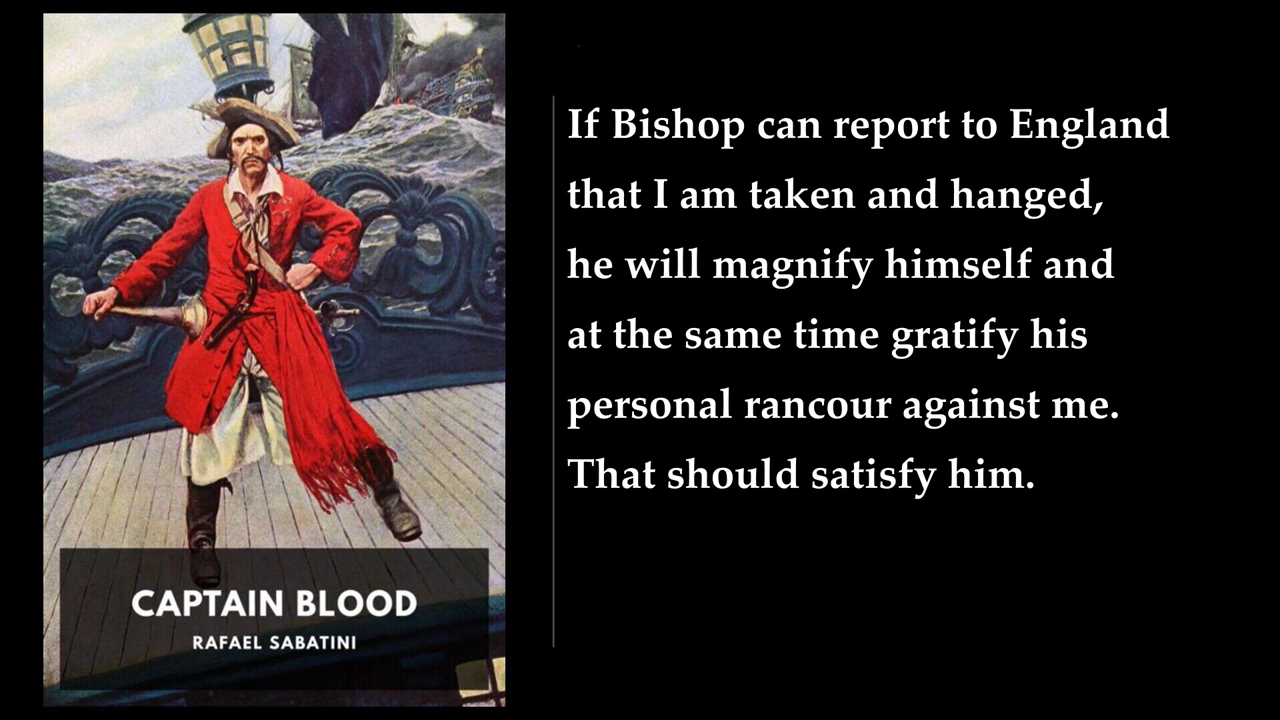 CAPTAIN BLOOD
RAFAEL SABATINI
If Bishop can report to England
that I am taken and hanged,
he will magnify himself and
at the same time gratify his
personal rancour against me.
That should satisfy him.